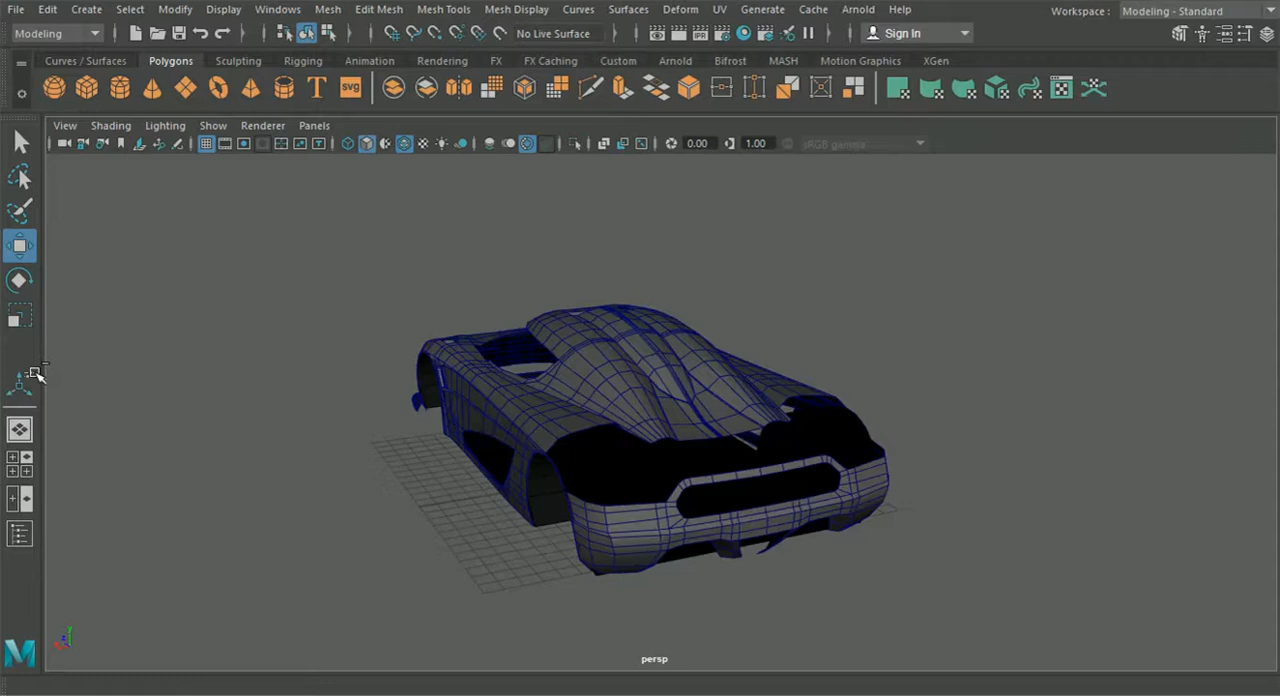 File Edit Create Select Modify Display Windows Mesh Edit Mesh Mesh Tools Mesh Display Curves Surfaces Deform UV Generate Cache Arnold Help Workspace : Modeling - Standard
Modeling No Live Surface Sign In
Curves / Surfaces Polygons Sculpting Rigging Animation Rendering FX FX Caching Custom Arnold Bifrost MASH Motion Graphics XGen
T SVG
View Shading Lighting Show Renderer Panels
0.00 1.00 sRGB gamma
persp
M